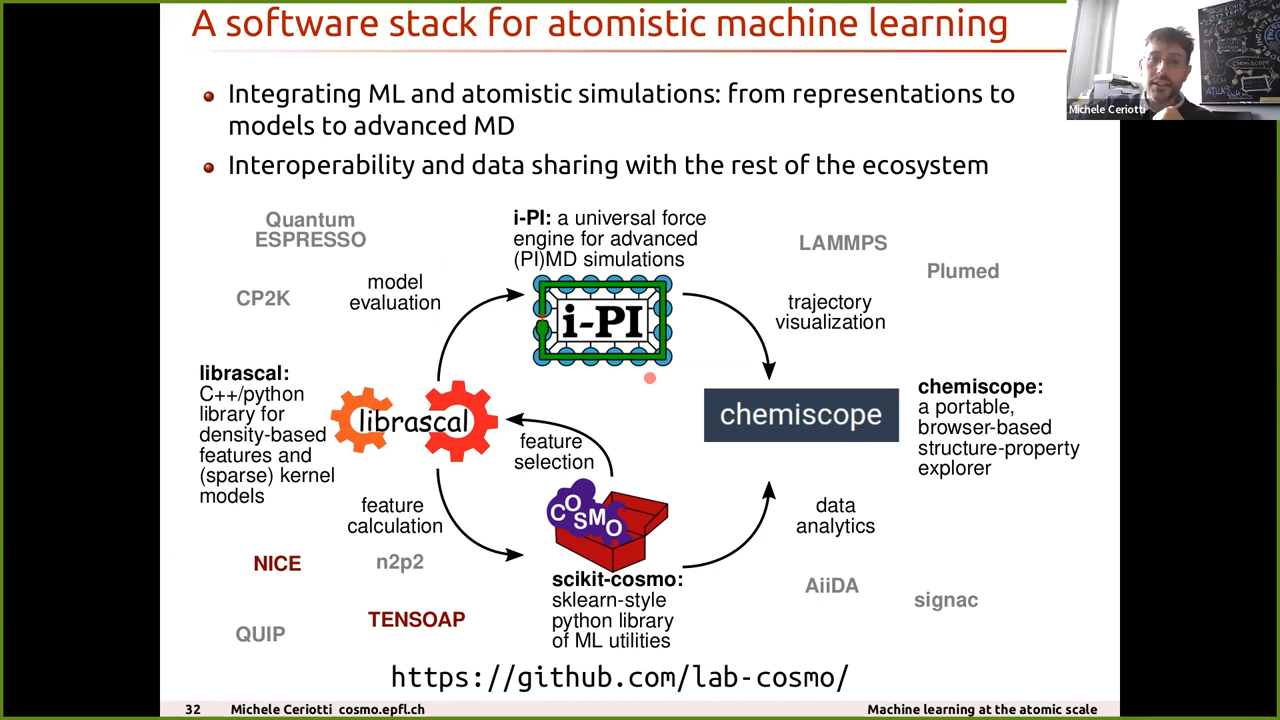 A software stack for atomistic machine learning
Integrating ML and atomistic simulations: from representations to
models to advanced MD
Interoperability and data sharing with the rest of the ecosystem
Michele Ceriotti
chemiscope
Quantum
ESPRESSO
CP2K
model
evaluation
i-PI: a universal force
engine for advanced
(PI)MD simulations
i-PI
LAMMPS
Plumed
trajectory
visualization
librascal:
C++/python
library for
density-based
features and
(sparse) kernel
models
librascal
feature
selection
chemiscope
chemiscope:
a portable,
browser-based
structure-property
explorer
feature
calculation
COSMO
data
analytics
NICE
n2p2
TENSOAP
QUIP
scikit-cosmo:
sklearn-style
python library
of ML utilities
AiiDA
signac
https://github.com/lab-cosmo/
32 Michele Ceriotti cosmo.epfl.ch Machine learning at the atomic scale